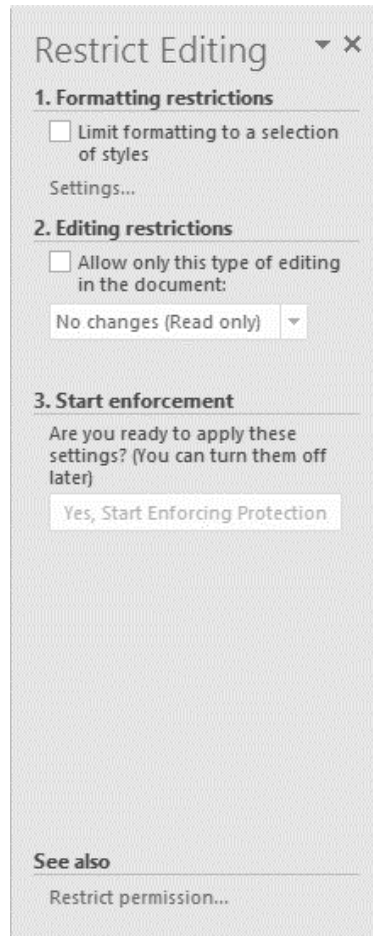 Restrict Editing
1. Formatting restrictions
Limit formatting to a selection
of styles
Settings...
2. Editing restrictions
Allow only this type of editing
in the document:
No changes (Read only)
3. Start enforcement
Are you ready to apply these
settings? (You can turn them off
later)
Yes, Start Enforcing Protection
See also
Restrict permission...